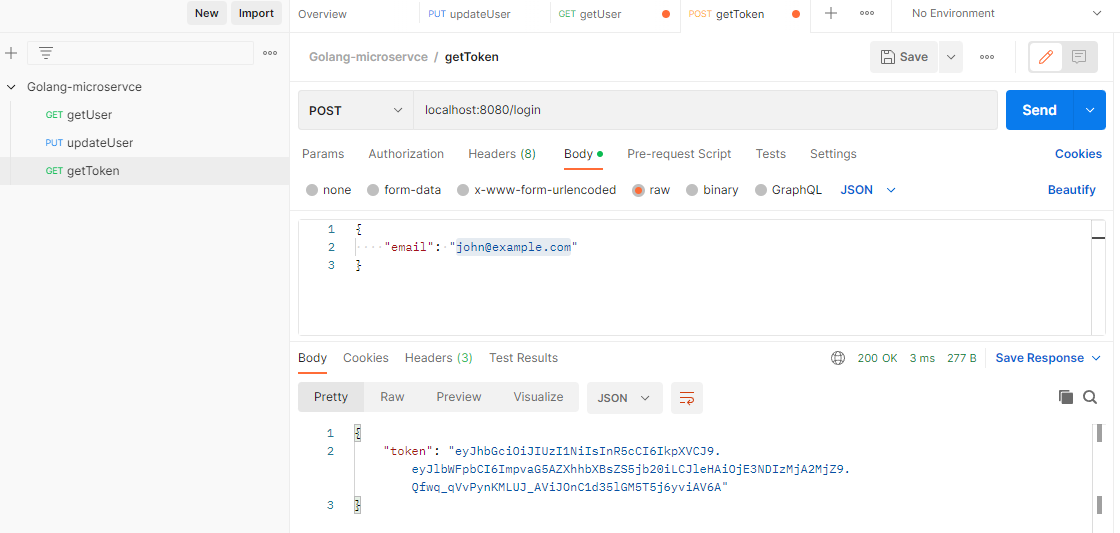 New Import
Overview PUT updateUser GET getUser POST getToken No Environment
Golang-microservce / getToken Save
Golang-microservce
GET getUser
PUT updateUser
GET getToken
POST localhost:8080/login Send
Params Authorization Headers (8) Body Pre-request Script Tests Settings Cookies
none form-data x-www-form-urlencoded raw binary GraphQL JSON Beautify
1 {
2 "email": "john@example.com"
3 }
Body Cookies Headers (3) Test Results 200 OK 3 ms 277 B Save Response
Pretty Raw Preview Visualize JSON
1 {
2 "token": "eyJhbGciOiJIUzI1NiIsInR5cCI6IkpXVCJ9.
eyJlbWFpbCI6ImpvaG5AZXhhbXBsZS5jb20iLCJleHAiOjE3NDIzMjA2MjZ9.
Qfwq_qVvPynKMLUJ_AViJOnC1d35lGM5T5j6yviAV6A"
3 }